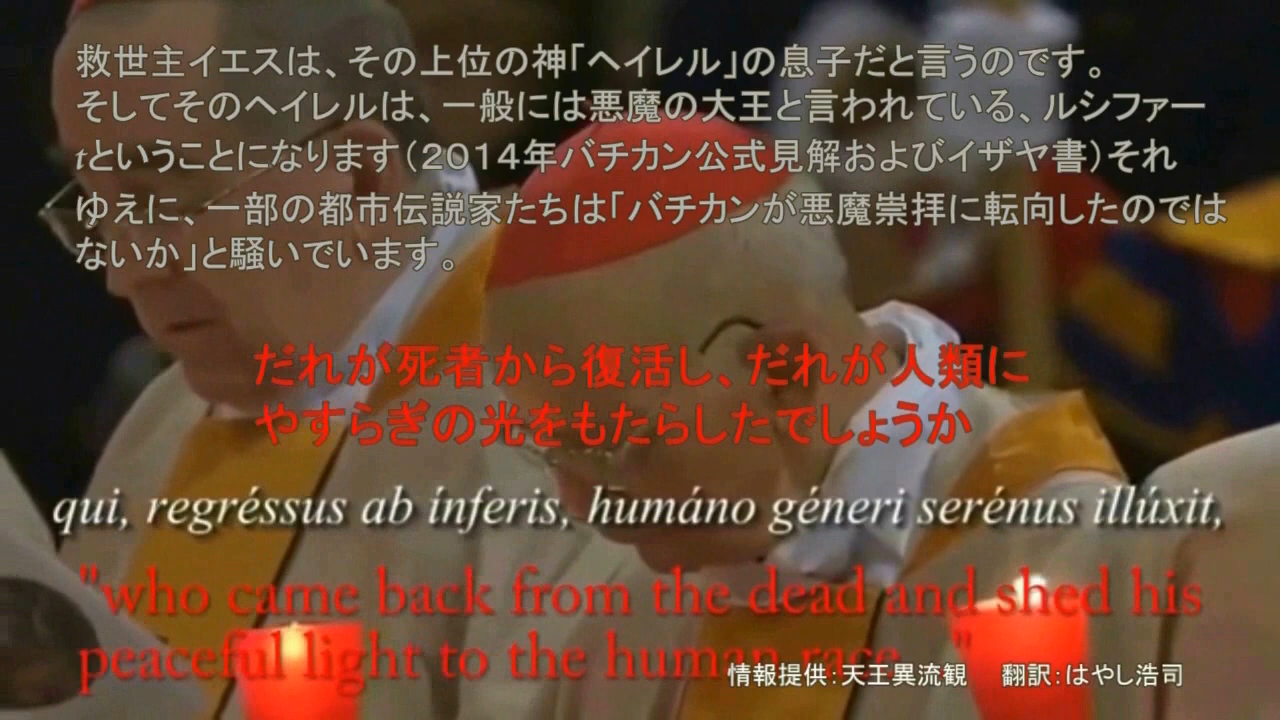 救世主イエスは、その上位の神「ヘイレル」の息子だと言うのです。
そしてそのヘイレルは、一般には悪魔の大王と言われている、ルシファー
tということになります（２０１４年バチカン公式見解およびイザヤ書）それ
ゆえに、一部の都市伝説家たちは「バチカンが悪魔崇拝に転向したのでは
ないか」と騒いでいます。
だれが死者から復活し、だれが人類に
やすらぎの光をもたらしたでしょうか
qui, regréssus ab ínferis, humáno géneri serénus illúxit,
"who came back from the dead and shed his
peaceful light to the human race..."
情報提供：天王異流観　翻訳：はやし浩司